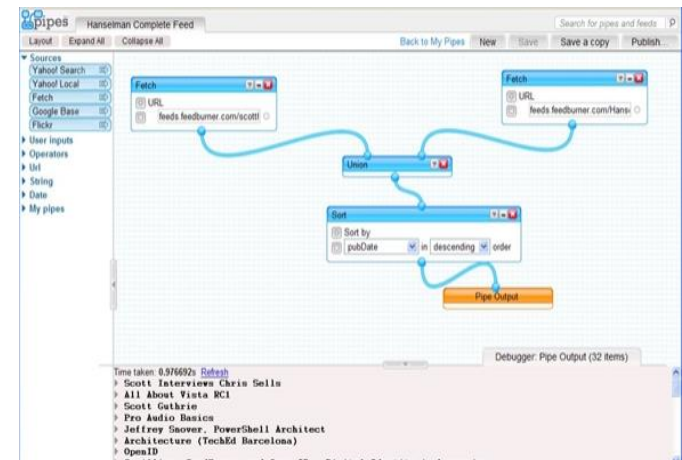 pipes
Hanselman Complete Feed
Search for pipes and feeds
Layout Expand All Collapse All
Back to My Pipes New Save Save a copy Publish...
Sources
Yahoo! Search
Yahoo! Local
Fetch
Google Base
Flickr
User inputs
Operators
Url
String
Date
My pipes
Fetch
URL
feeds.feedburner.com/scottl
Fetch
URL
feeds.feedburner.com/Hanse
Union
Sort
Sort by
pubDate in descending order
Pipe Output
Debugger: Pipe Output (32 items)
Time taken: 0.976692s Refresh
Scott Interviews Chris Sells
All About Vista RC1
Scott Guthrie
Pro Audio Basics
Jeffrey Snover, PowerShell Architect
Architecture (TechEd Barcelona)
OpenID